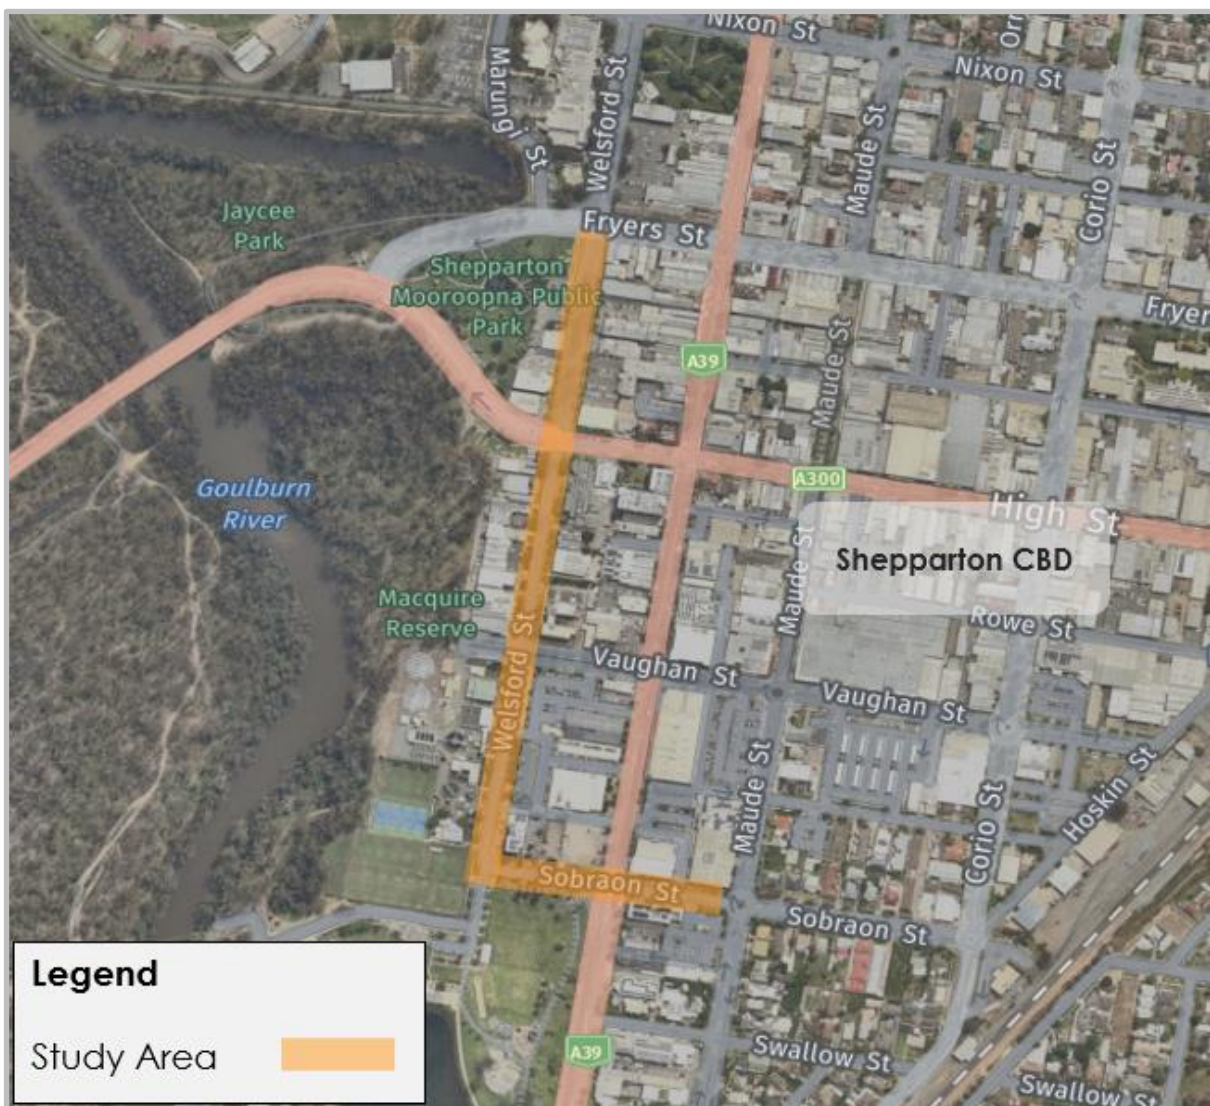 Nixon St
Orr
Nixon St
Marungi St
Welsford St
Maude St
Corio St
Jaycee
Park
Fryers St
Shepparton
Mooroopna Public
Park
Fryer
A39
Maude St
A300
High St
Goulburn
River
Shepparton CBD
Maude St
Macquire
Reserve
Rowe St
Welsford St
Vaughan St
Vaughan St
Hoskin St
Maude St
Corio St
Sobraon St
Sobraon St
Legend
Study Area
A39
Swallow St
Swallow St